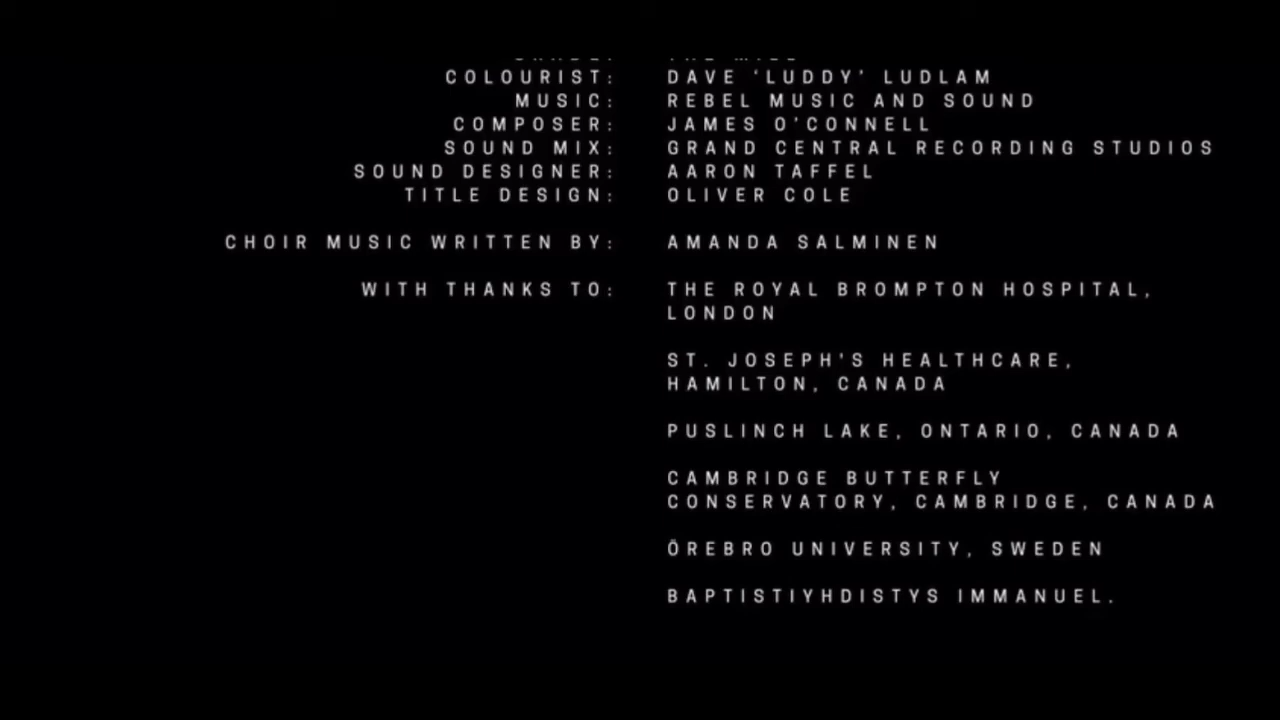 COLOURIST: DAVE 'LUDDY' LUDLAM
MUSIC: REBEL MUSIC AND SOUND
COMPOSER: JAMES O'CONNELL
SOUND MIX: GRAND CENTRAL RECORDING STUDIOS
SOUND DESIGNER: AARON TAFFEL
TITLE DESIGN: OLIVER COLE
CHOIR MUSIC WRITTEN BY: AMANDA SALMINEN
WITH THANKS TO: THE ROYAL BROMPTON HOSPITAL,
LONDON
ST. JOSEPH'S HEALTHCARE,
HAMILTON, CANADA
PUSLINCH LAKE, ONTARIO, CANADA
CAMBRIDGE BUTTERFLY
CONSERVATORY, CAMBRIDGE, CANADA
ÖREBRO UNIVERSITY, SWEDEN
BAPTISTIYHDISTYS IMMANUEL.